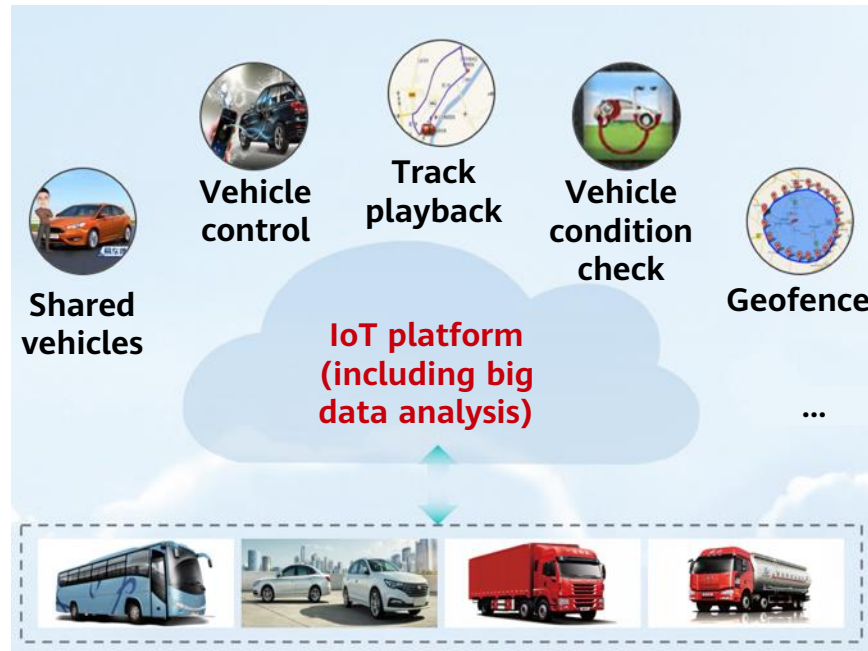 Shared
vehicles
Vehicle
control
Track
playback
Vehicle
condition
check
Geofence
IoT platform
(including big
data analysis)
...